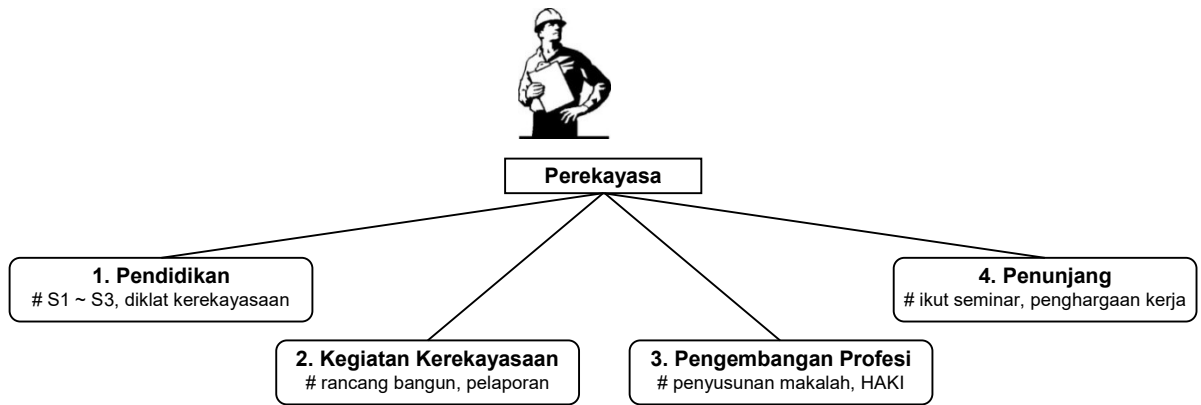 Perekayasa
1. Pendidikan
# S1 ~ S3, diklat kerekayasaan
2. Kegiatan Kerekayasaan
# rancang bangun, pelaporan
3. Pengembangan Profesi
# penyusunan makalah, HAKI
4. Penunjang
# ikut seminar, penghargaan kerja